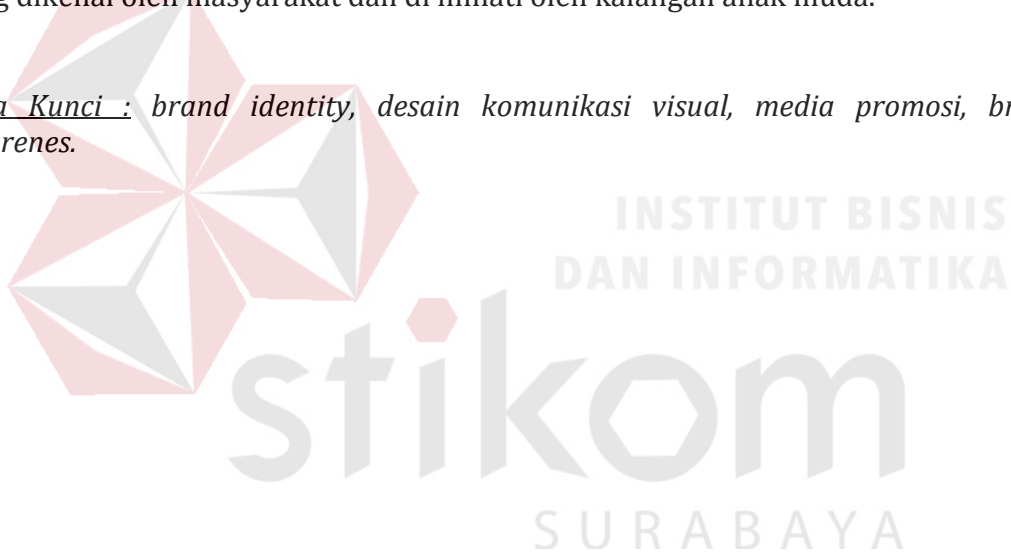 dikenal oleh masyarakat dan di minati oleh kalangan anak muda.
Kunci : brand identity, desain komunikasi visual, media promosi, br
renes.
INSTITUT BISNIS
DAN INFORMATIKA
stikom
SURABAYA